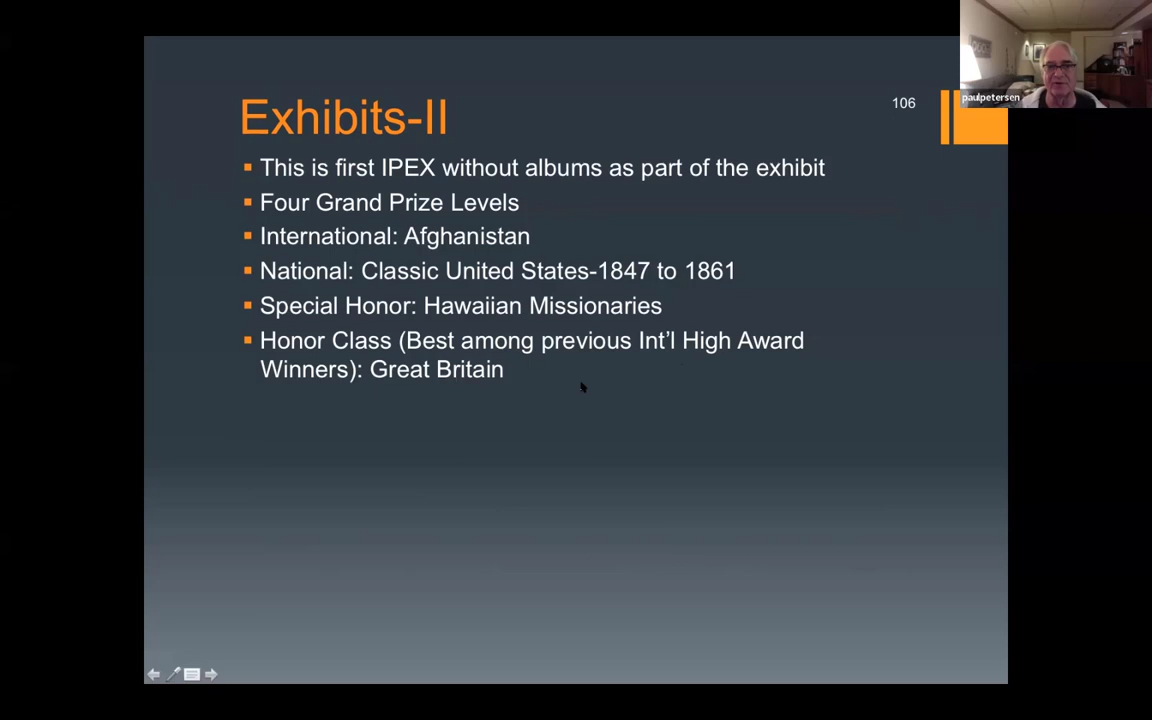 106
paulpetersen
Exhibits-II
This is first IPEX without albums as part of the exhibit
Four Grand Prize Levels
International: Afghanistan
National: Classic United States-1847 to 1861
Special Honor: Hawaiian Missionaries
Honor Class (Best among previous Int'l High Award
Winners): Great Britain